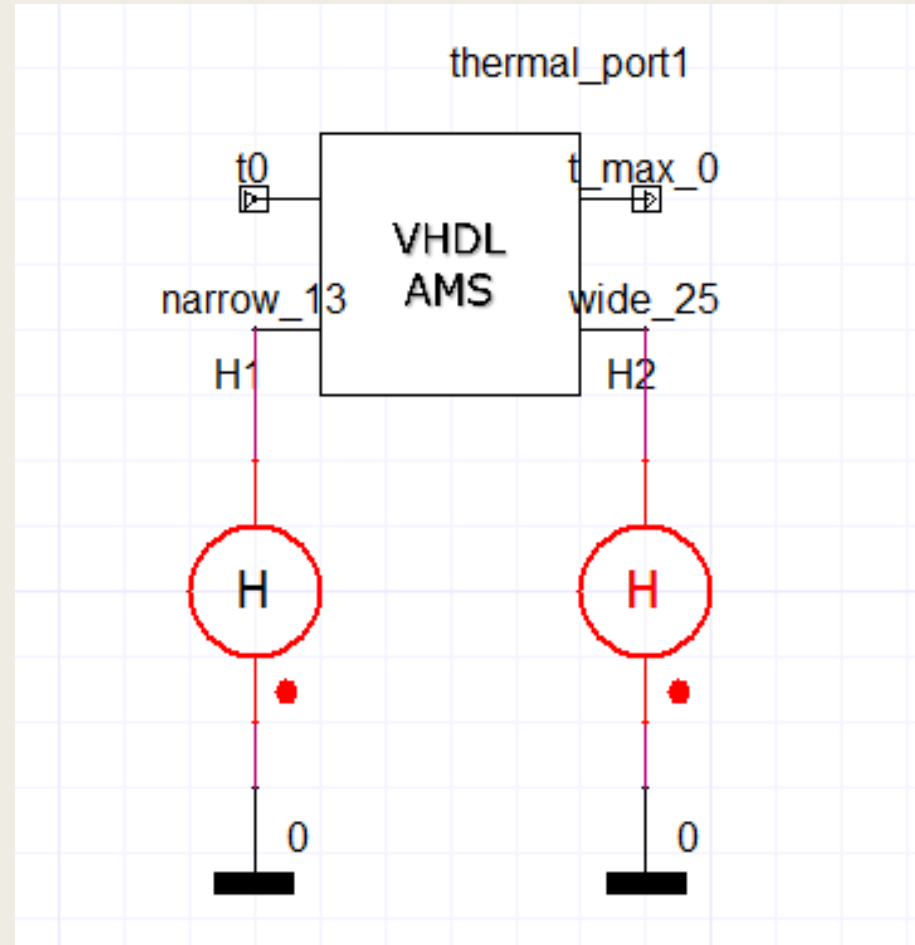 thermal_port1
t0
t_max_0
VHDL
AMS
narrow_13
wide_25
H1
H2
H
H
0
0